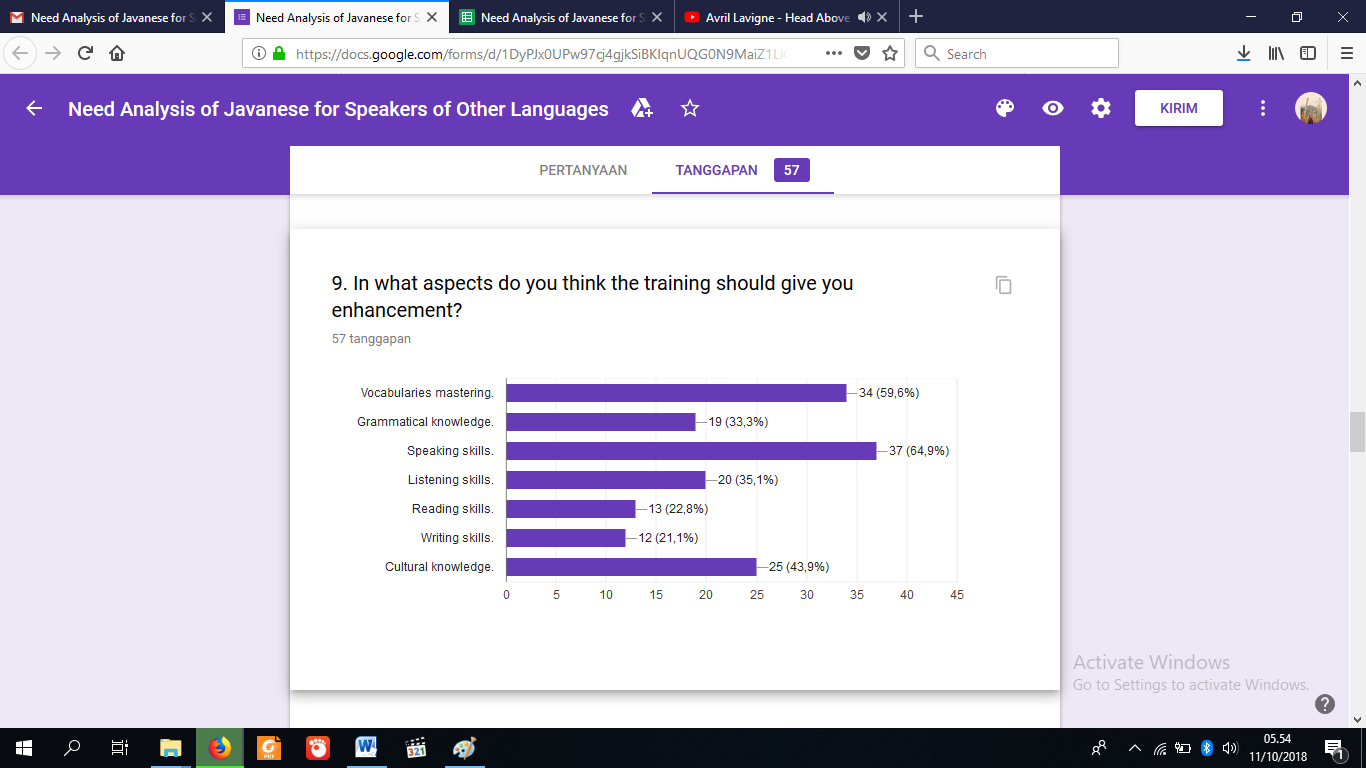 Need Analysis of Javanese for S
Need Analysis of Javanese for S
Need Analysis of Javanese for S
Avril Lavigne - Head Above
https://docs.google.com/forms/d/1DyPJx0UPw97cj4gjkSiBKIqnUQG0N9MaiZ1Li
Search
Need Analysis of Javanese for Speakers of Other Languages
KIRIM
PERTANYAAN
TANGGAPAN 57
9. In what aspects do you think the training should give you
enhancement?
57 tanggapan
Vocabularies mastering. 34 (59,6%)
Grammatical knowledge. 19 (33,3%)
Speaking skills. 37 (64,9%)
Listening skills. 20 (35,1%)
Reading skills. 13 (22,8%)
Writing skills. 12 (21,1%)
Cultural knowledge. 25 (43,9%)
0 5 10 15 20 25 30 35 40 45
Activate Windows
Go to Settings to activate Windows.
PDF
W
321
05.54
11/10/2018
1